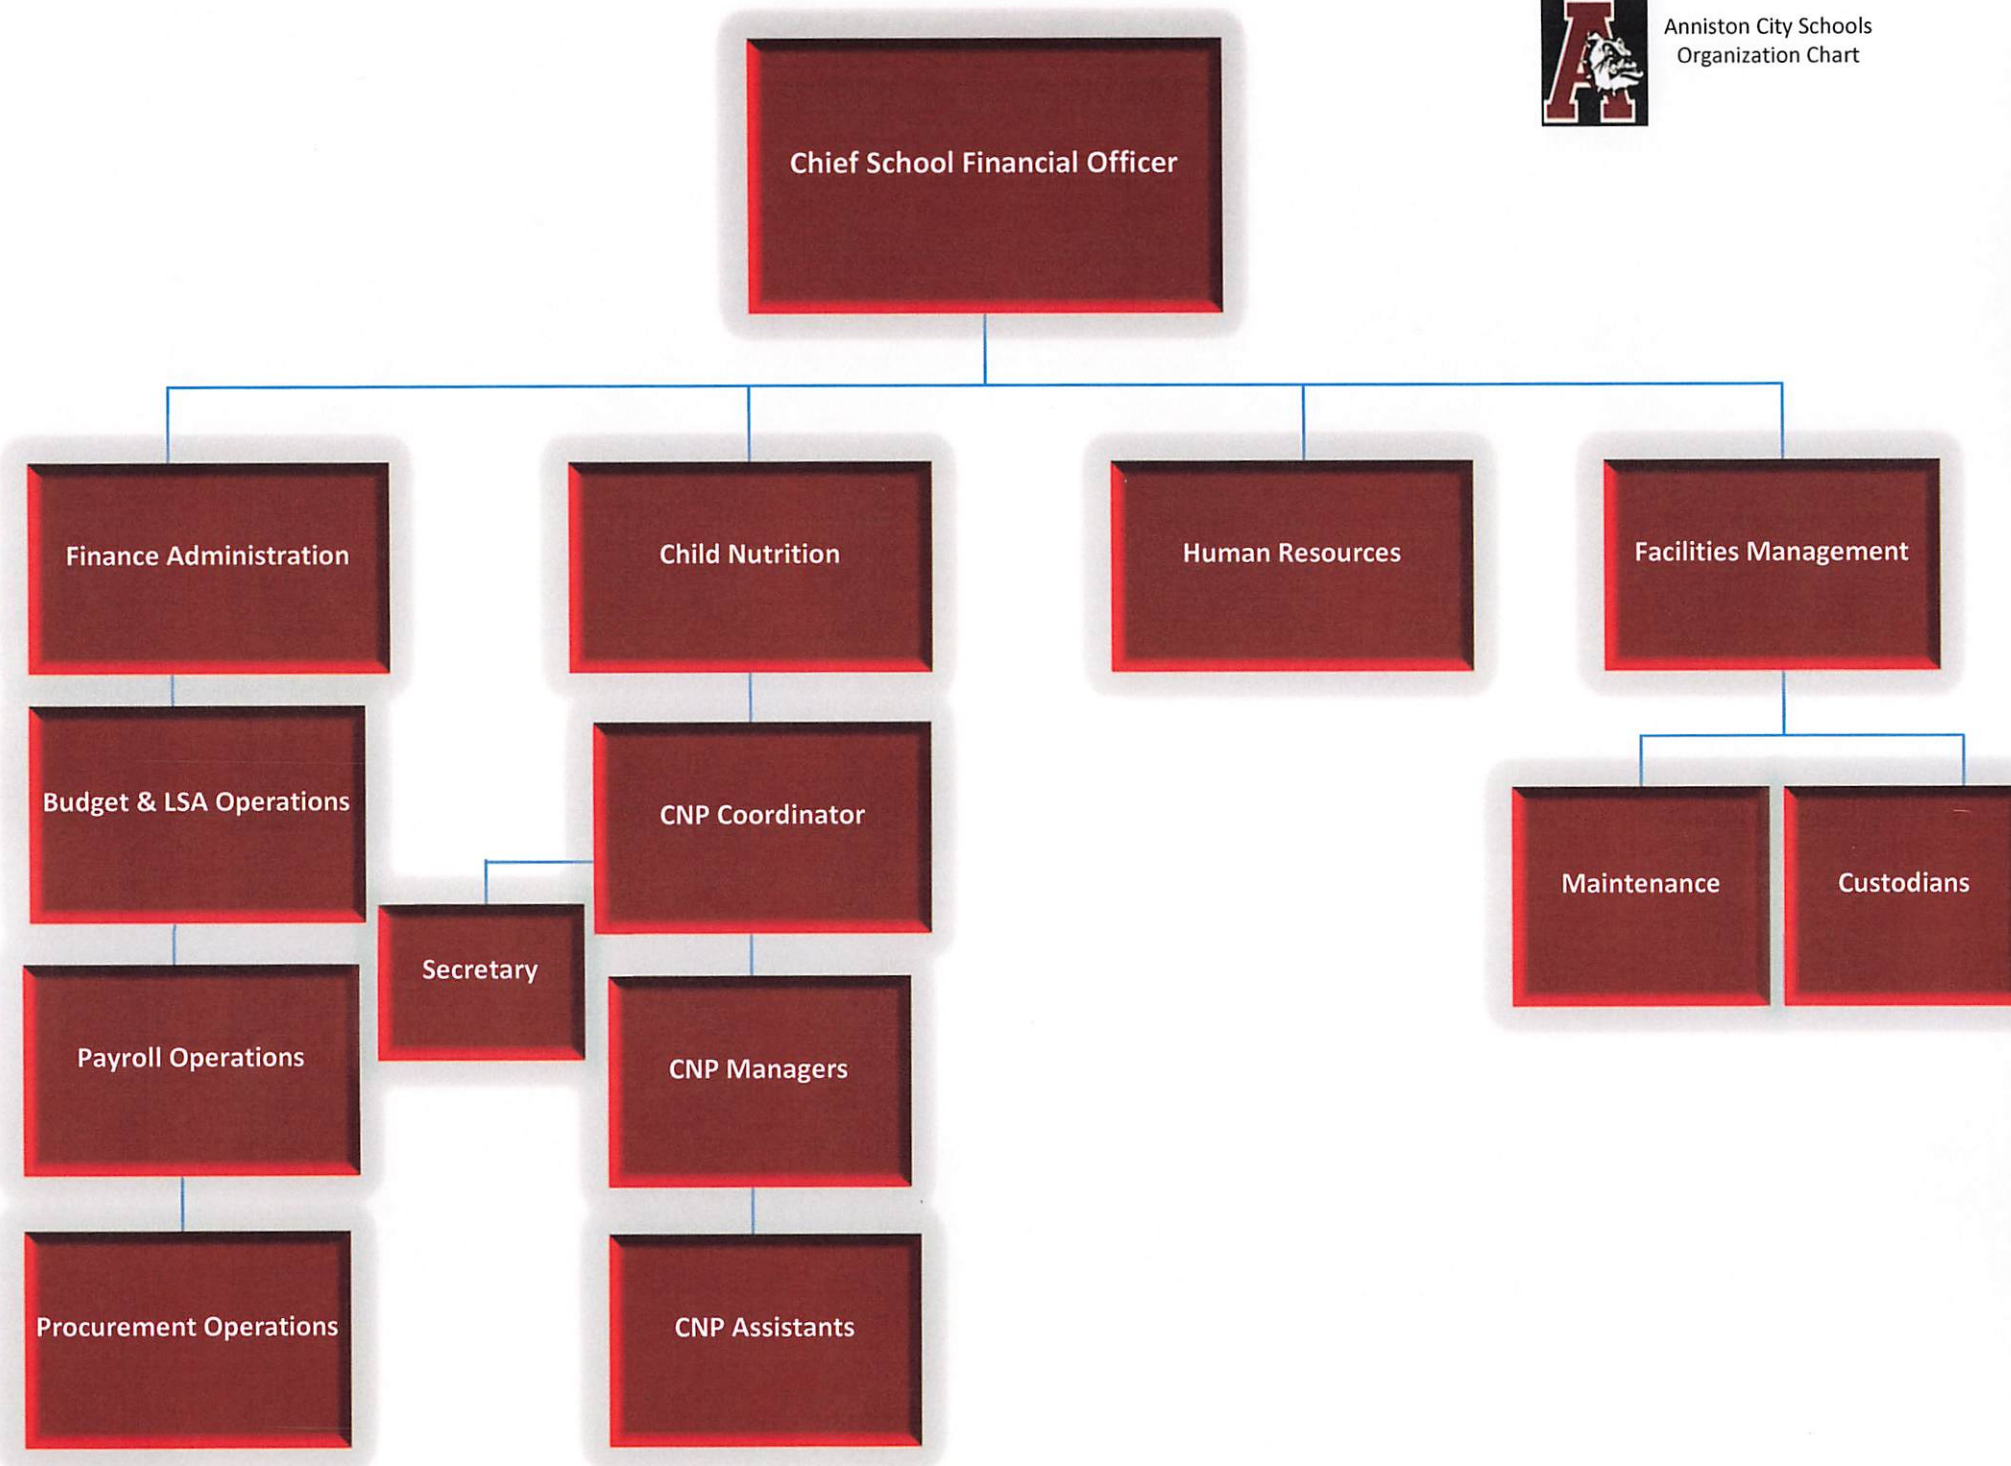 Anniston City Schools
Organization Chart
A
Chief School Financial Officer
Finance Administration
Child Nutrition
Human Resources
Facilities Management
Budget & LSA Operations
CNP Coordinator
Maintenance
Custodians
Secretary
Payroll Operations
CNP Managers
Procurement Operations
CNP Assistants